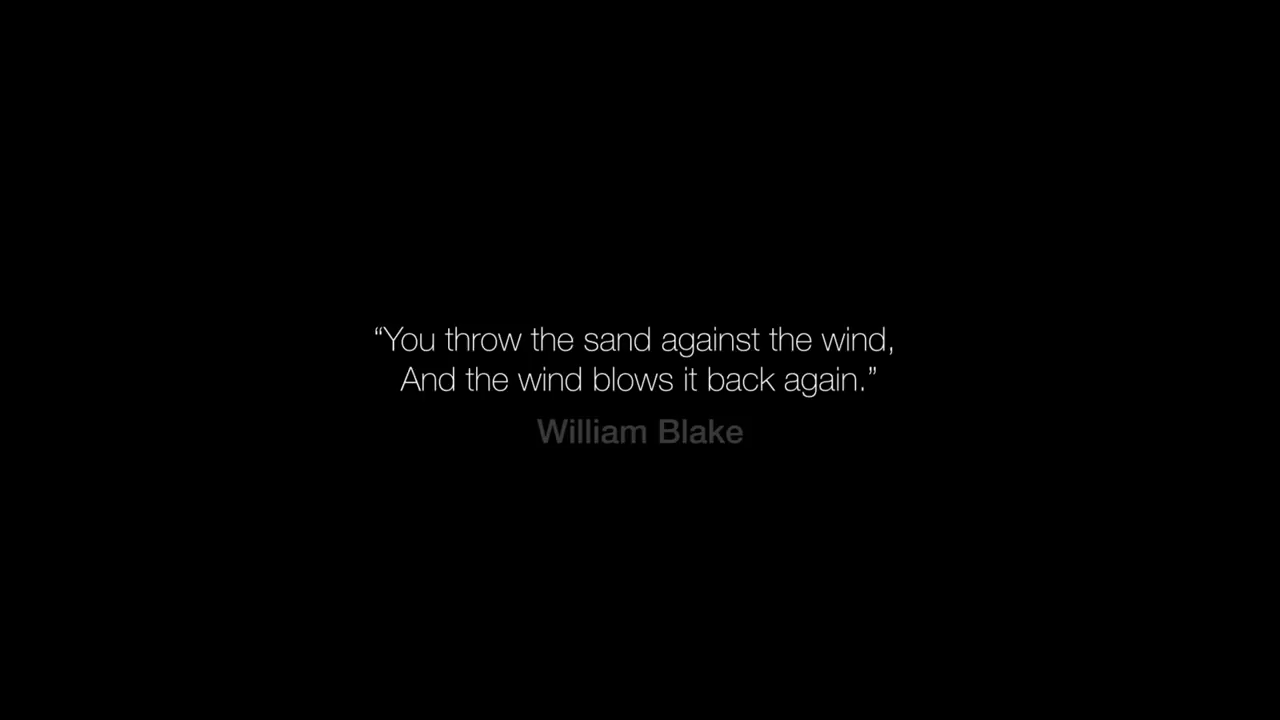 “You throw the sand against the wind,
And the wind blows it back again.”
William Blake